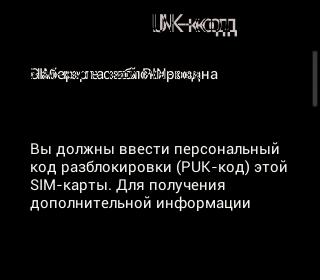 Вы должны ввести персональный
код разблокировки (PUK-код) этой
SIM-карты. Для получения
дополнительной информации